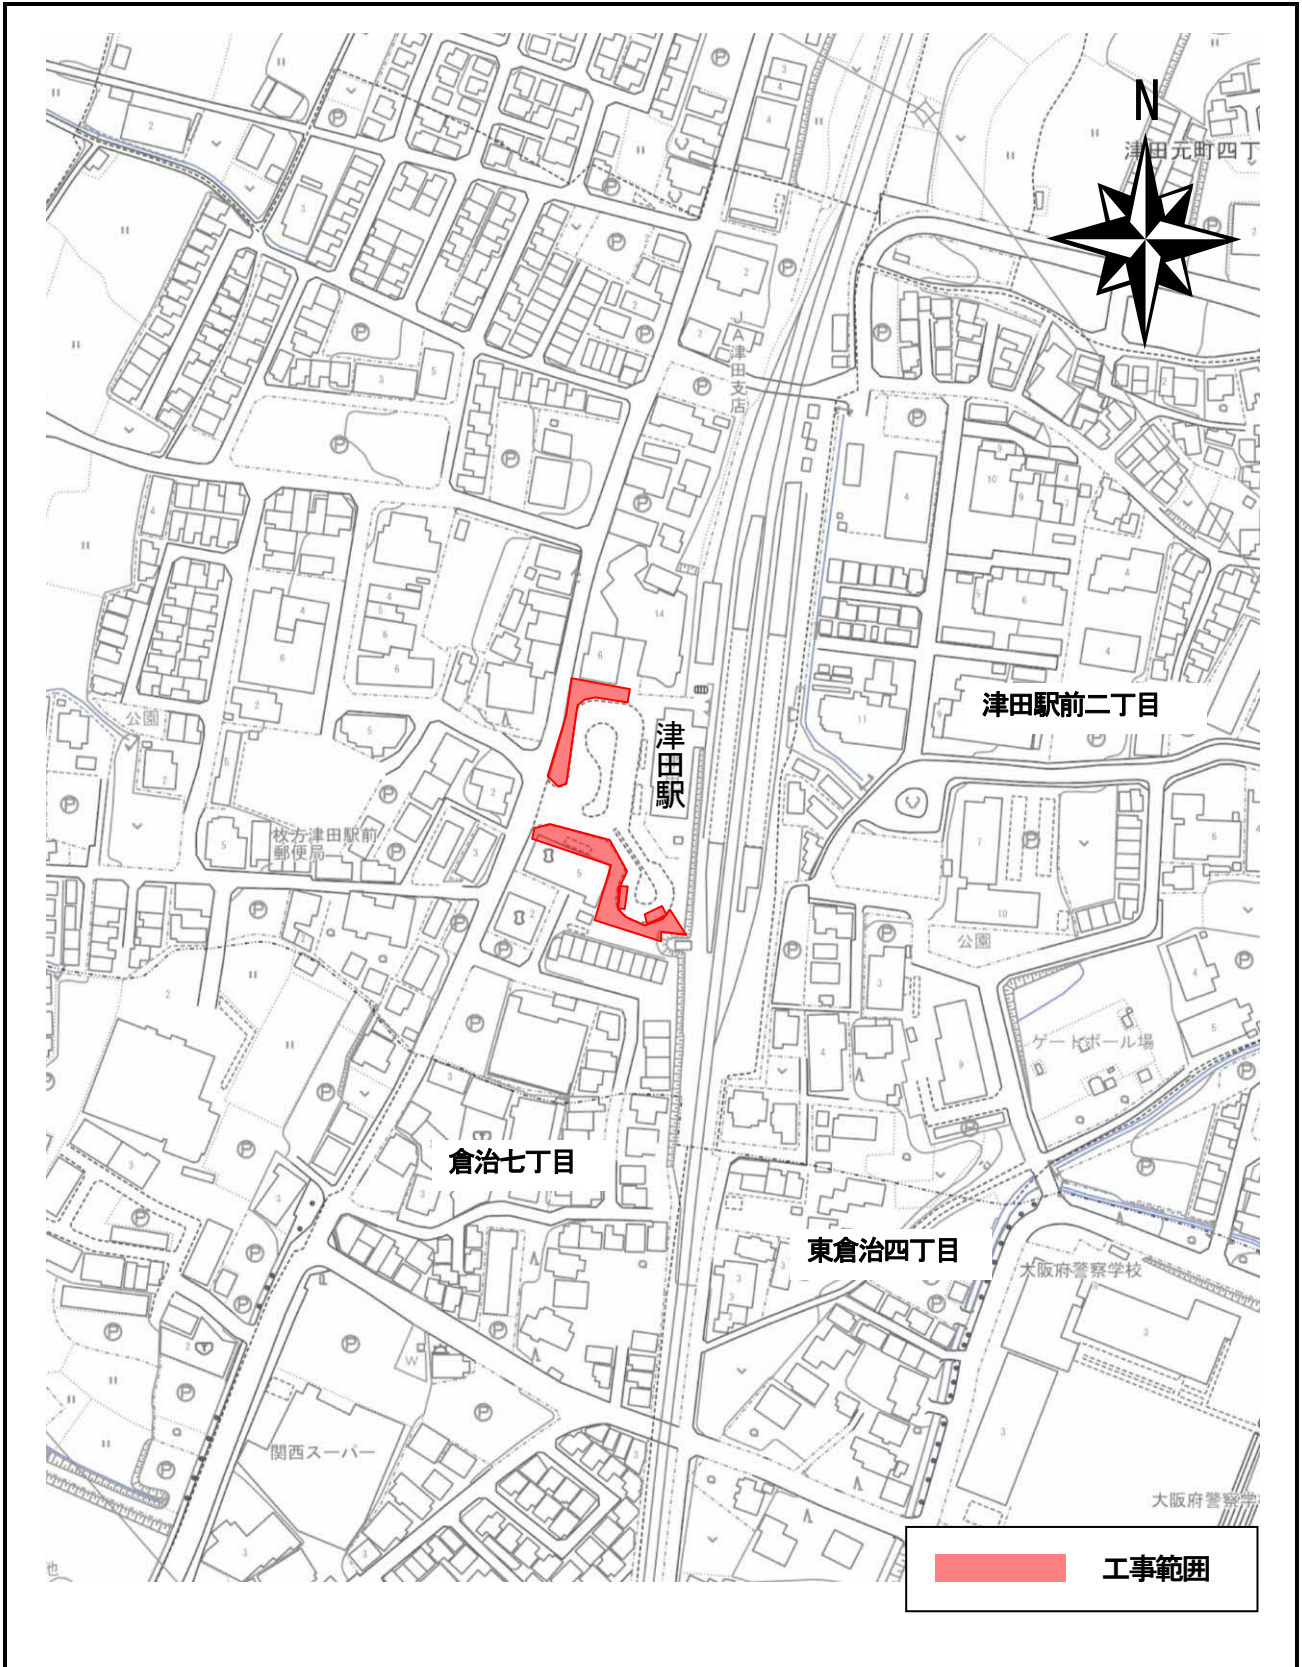 N
津田元町四丁
JA津田支店
津田駅前二丁目
津田駅
公園
枚方津田駅前
郵便局
公園
ゲートボール場
倉治七丁目
東倉治四丁目
大阪府警察学校
関西スーパー
大阪府警察学
池
工事範囲